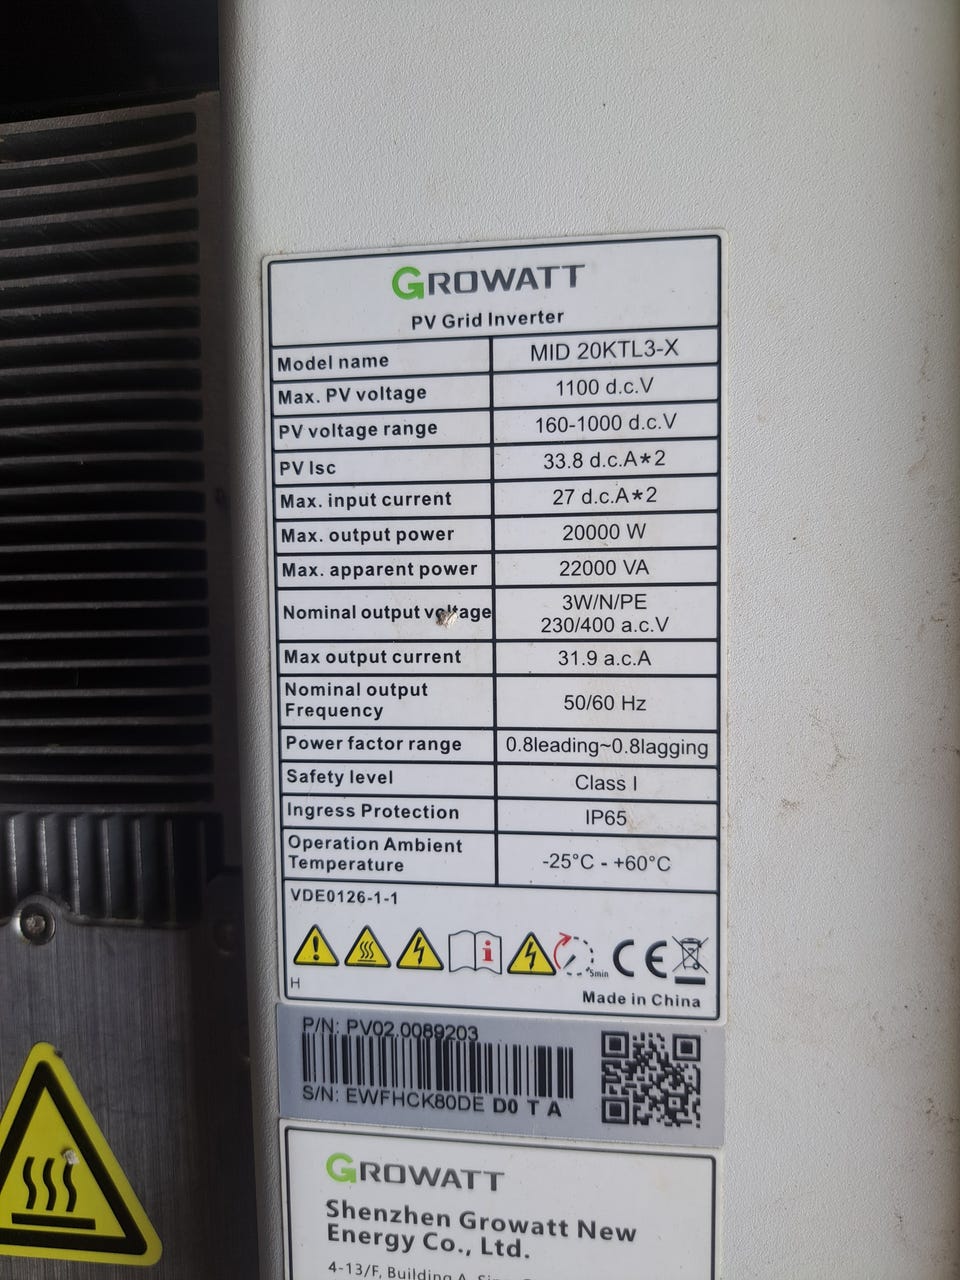 GROWATT
PV Grid Inverter
Model name MID 20KTL3-X
Max. PV voltage 1100 d.c.V
PV voltage range 160-1000 d.c.V
PV Isc 33.8 d.c.A*2
Max. input current 27 d.c.A*2
Max. output power 20000 W
Max. apparent power 22000 VA
Nominal output voltage 3W/N/PE
230/400 a.c.V
Max output current 31.9 a.c.A
Nominal output
Frequency 50/60 Hz
Power factor range 0.8leading~0.8lagging
Safety level Class I
Ingress Protection IP65
Operation Ambient
Temperature -25°C - +60°C
VDE0126-1-1
5min
CE
H
Made in China
P/N: PV02.0089203
S/N: EWFHCK80DE D0 T A
GROWATT
Shenzhen Growatt New
Energy Co., Ltd.
4-13/F, Building A,